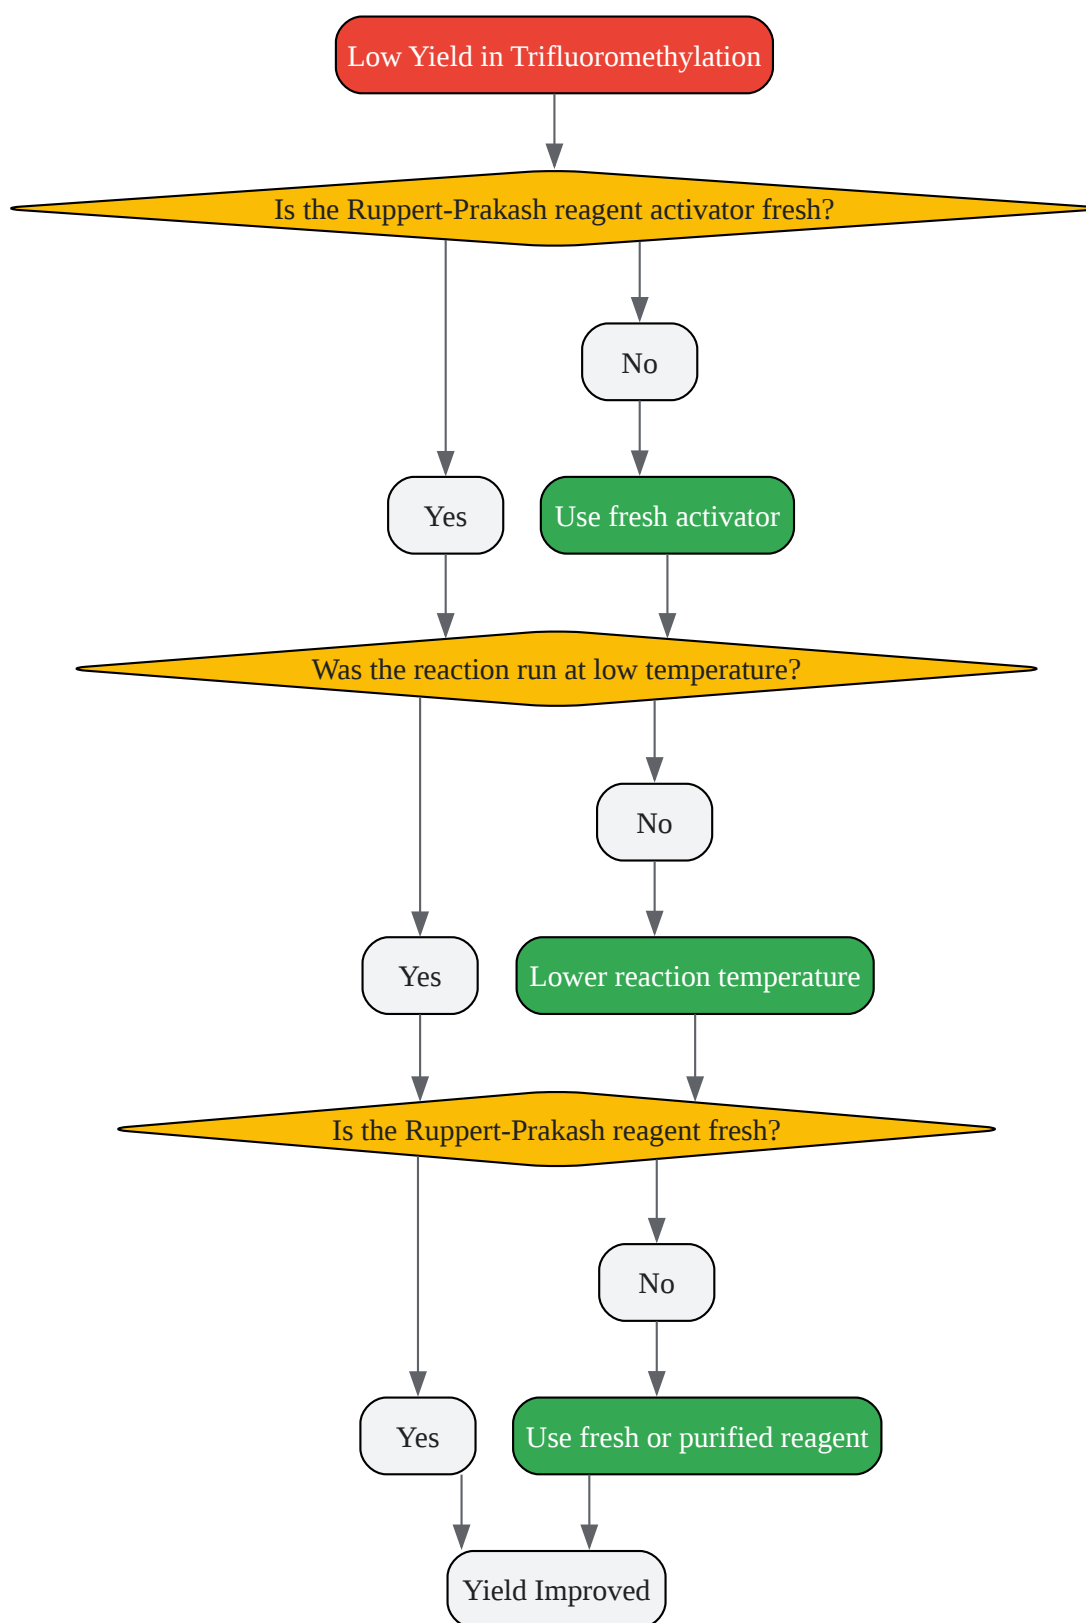 Low Yield in Trifluoromethylation
Is the Ruppert-Prakash reagent activator fresh?
No
Yes
Use fresh activator
Was the reaction run at low temperature?
No
Yes
Lower reaction temperature
Is the Ruppert-Prakash reagent fresh?
No
Yes
Use fresh or purified reagent
Yield Improved